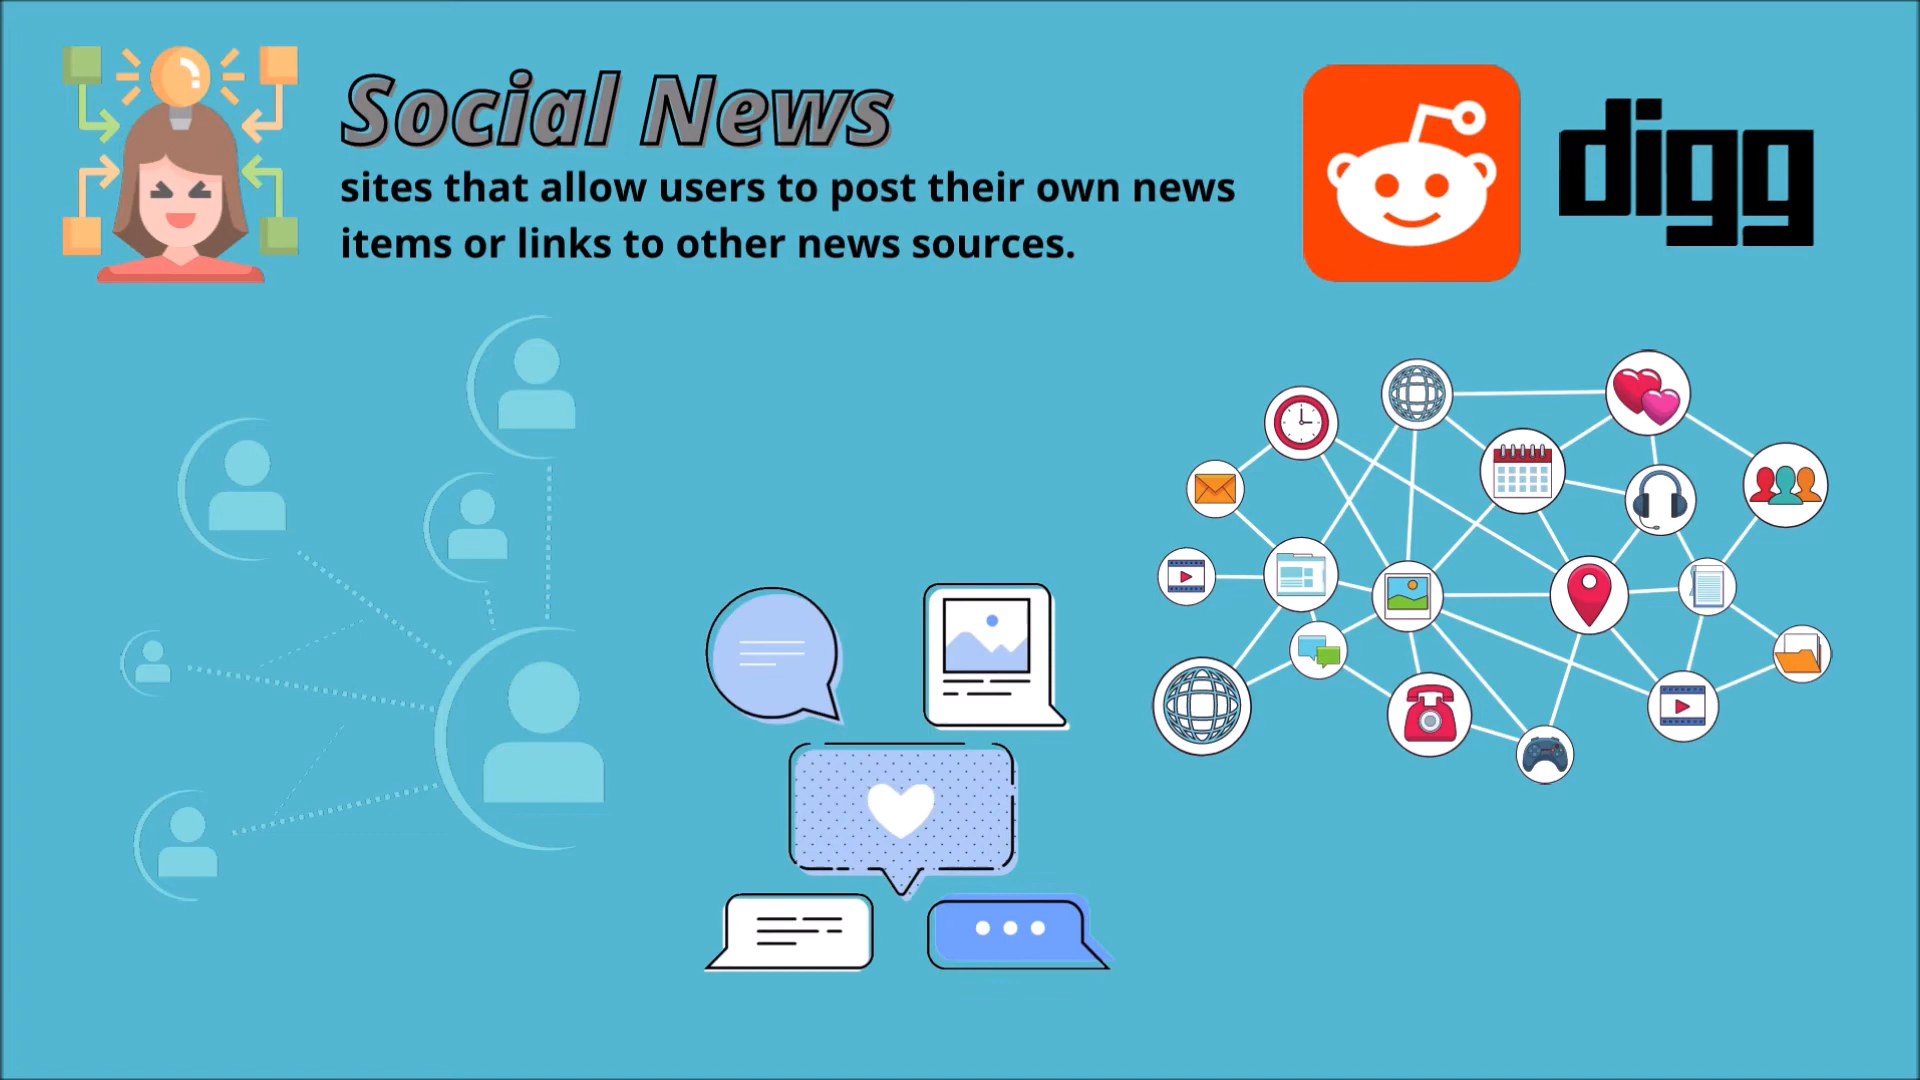 Social News
sites that allow users to post their own news
items or links to other news sources.
digg